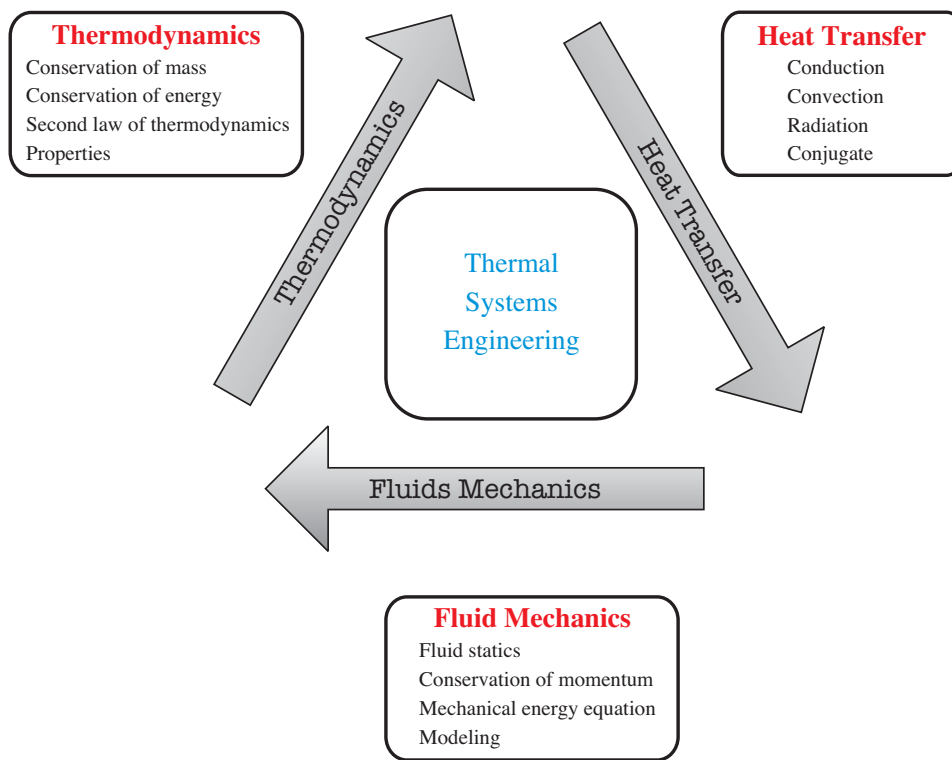 Thermodynamics
Conservation of mass
Conservation of energy
Second law of thermodynamics
Properties
Heat Transfer
Conduction
Convection
Radiation
Conjugate
Thermodynamics
Heat Transfer
Thermal
Systems
Engineering
Fluids Mechanics
Fluid Mechanics
Fluid statics
Conservation of momentum
Mechanical energy equation
Modeling